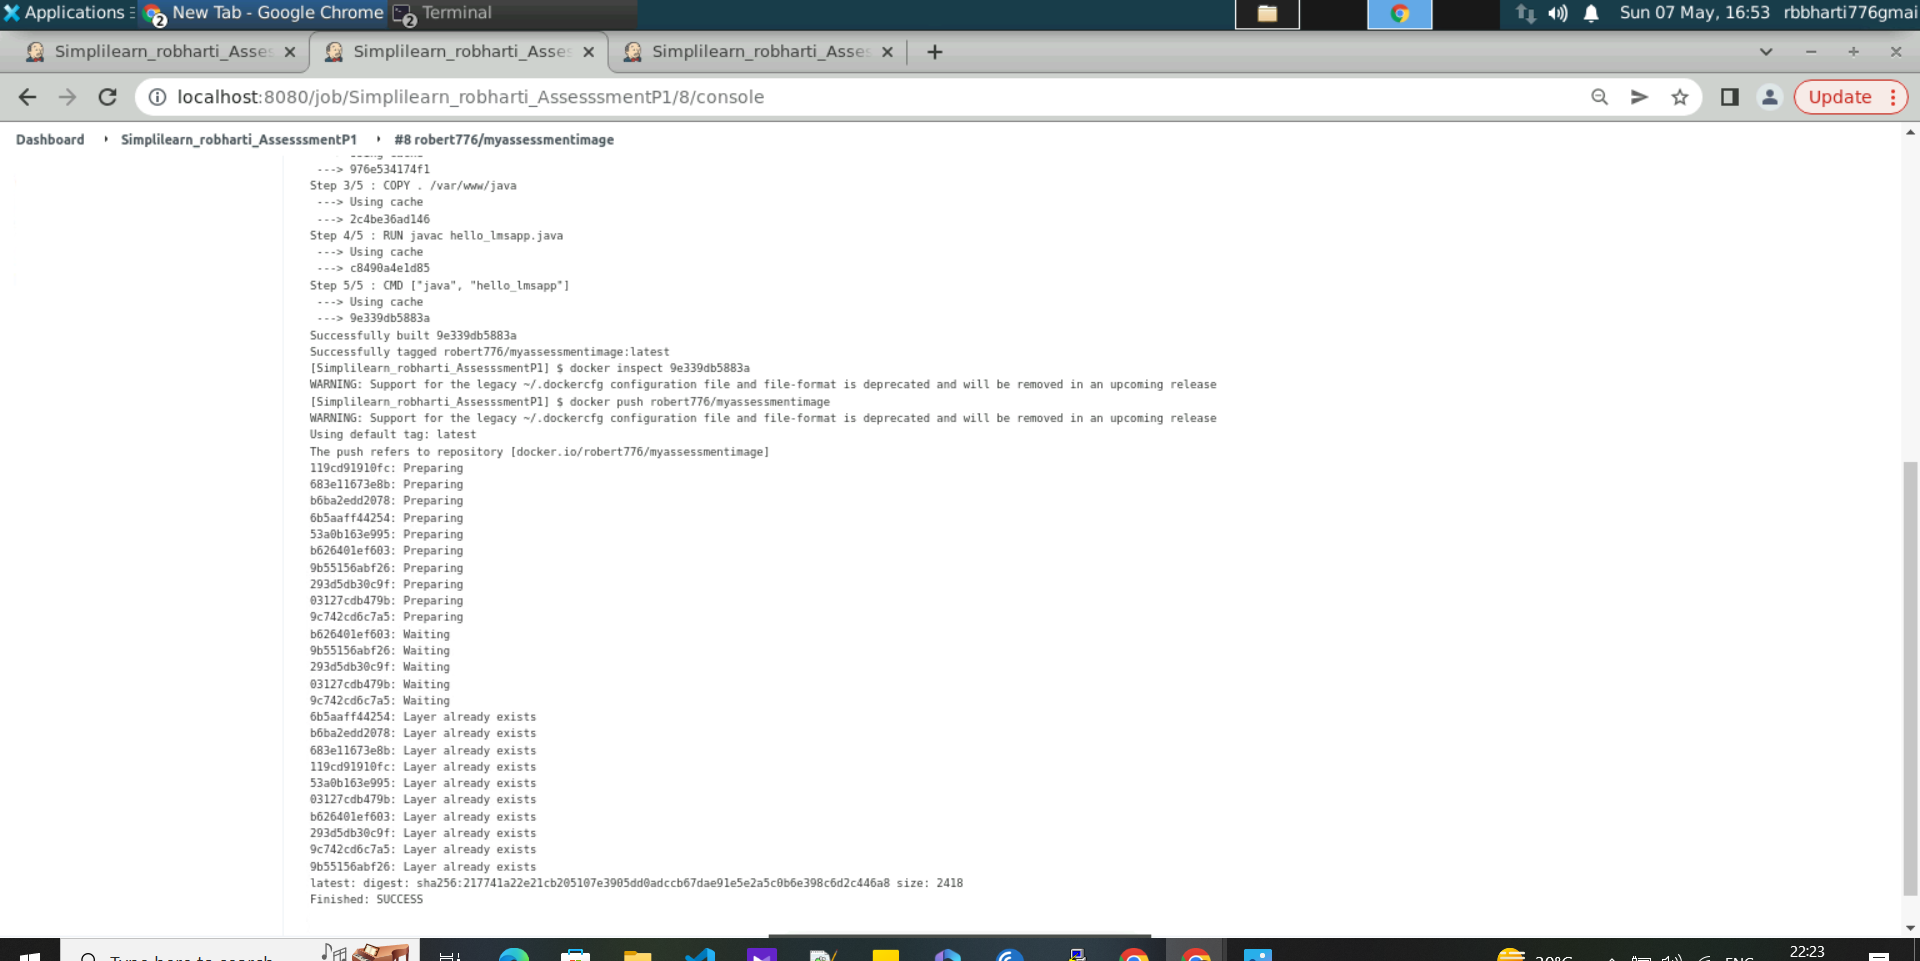 Applications
New Tab - Google Chrome
Terminal
Sun 07 May, 16:53
rbbharti776gmai
Simplilearn_robharti_Asses
Simplilearn_robharti_Asses
Simplilearn_robharti_Asses
localhost:8080/job/Simplilearn_robharti_AssesssmentP1/8/console
Update
Dashboard
Simplilearn_robharti_AssesssmentP1
#8 robert776/myassessmentimage
---> 976e534174f1
Step 3/5 : COPY . /var/www/java
---> Using cache
---> 2c4be36ad146
Step 4/5 : RUN javac hello_lmsapp.java
---> Using cache
---> c8490a4e1d85
Step 5/5 : CMD ["java", "hello_lmsapp"]
---> Using cache
---> 9e339db5883a
Successfully built 9e339db5883a
Successfully tagged robert776/myassessmentimage:latest
[Simplilearn_robharti_AssesssmentP1] $ docker inspect 9e339db5883a
WARNING: Support for the legacy ~/.dockercfg configuration file and file-format is deprecated and will be removed in an upcoming release
[Simplilearn_robharti_AssesssmentP1] $ docker push robert776/myassessmentimage
WARNING: Support for the legacy ~/.dockercfg configuration file and file-format is deprecated and will be removed in an upcoming release
Using default tag: latest
The push refers to repository [docker.io/robert776/myassessmentimage]
119cd91910fc: Preparing
683e11673e8b: Preparing
b6ba2edd2078: Preparing
6b5aaff44254: Preparing
53a0b163e995: Preparing
b626401ef603: Preparing
9b55156abf26: Preparing
293d5db30c9f: Preparing
03127cdb479b: Preparing
9c742cd6c7a5: Preparing
b626401ef603: Waiting
9b55156abf26: Waiting
293d5db30c9f: Waiting
03127cdb479b: Waiting
9c742cd6c7a5: Waiting
6b5aaff44254: Layer already exists
b6ba2edd2078: Layer already exists
683e11673e8b: Layer already exists
119cd91910fc: Layer already exists
53a0b163e995: Layer already exists
03127cdb479b: Layer already exists
b626401ef603: Layer already exists
293d5db30c9f: Layer already exists
9c742cd6c7a5: Layer already exists
9b55156abf26: Layer already exists
latest: digest: sha256:217741a22e21cb205107e3905dd0adccb67dae91e5e2a5c0b6e398c6d2c446a8 size: 2418
Finished: SUCCESS
Type here to search
ENG
22:23